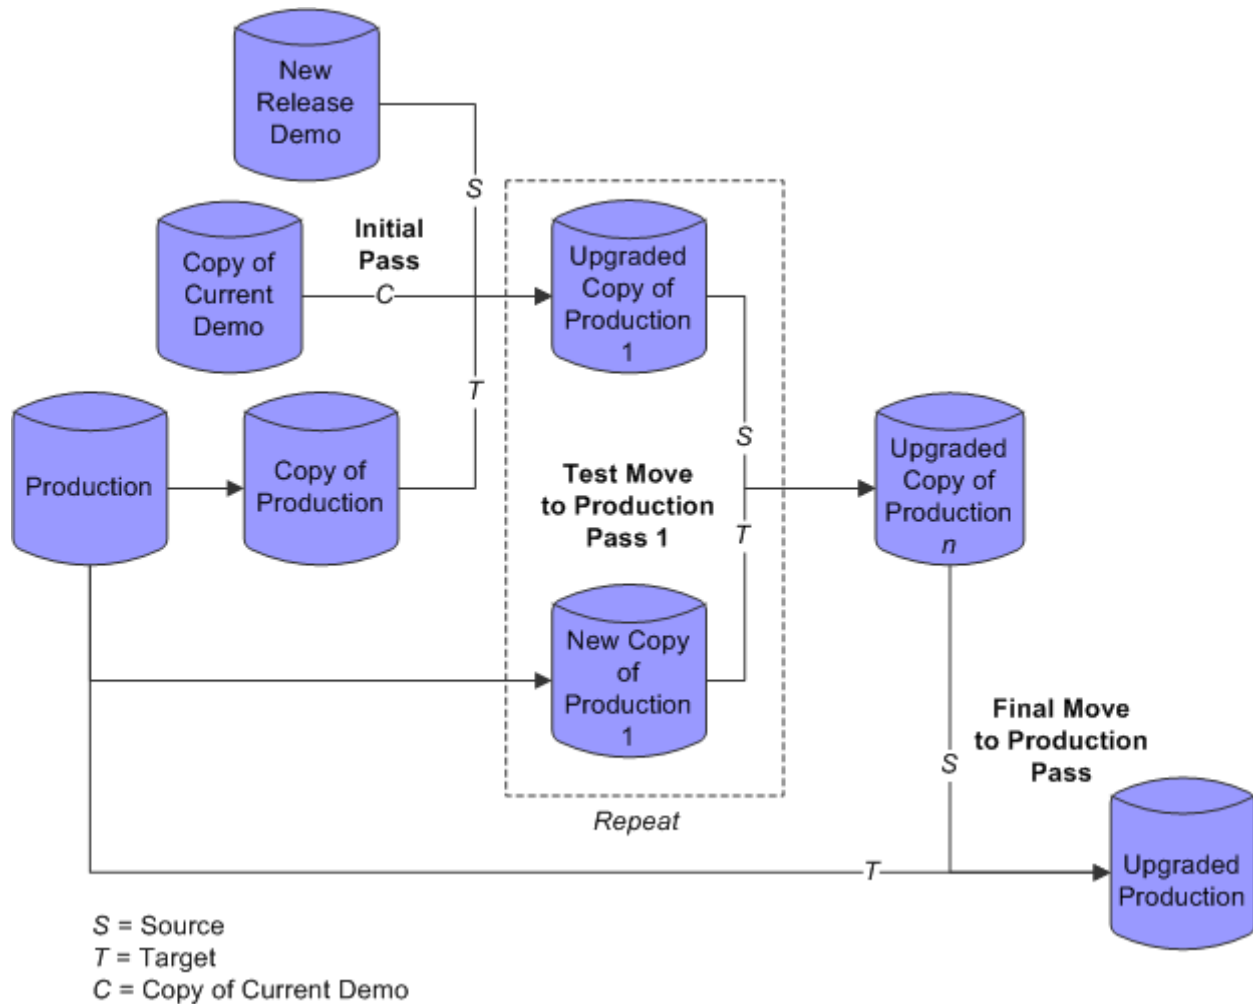 New
Release
Demo
S
Initial
Pass
Copy of
Current
Demo
C
Upgraded
Copy of
Production
1
T
Production
Copy of
Production
S
Test Move
to Production
Pass 1
T
Upgraded
Copy of
Production
n
New Copy
of
Production
1
Repeat
Final Move
to Production
Pass
S
T
Upgraded
Production
S = Source
T = Target
C = Copy of Current Demo